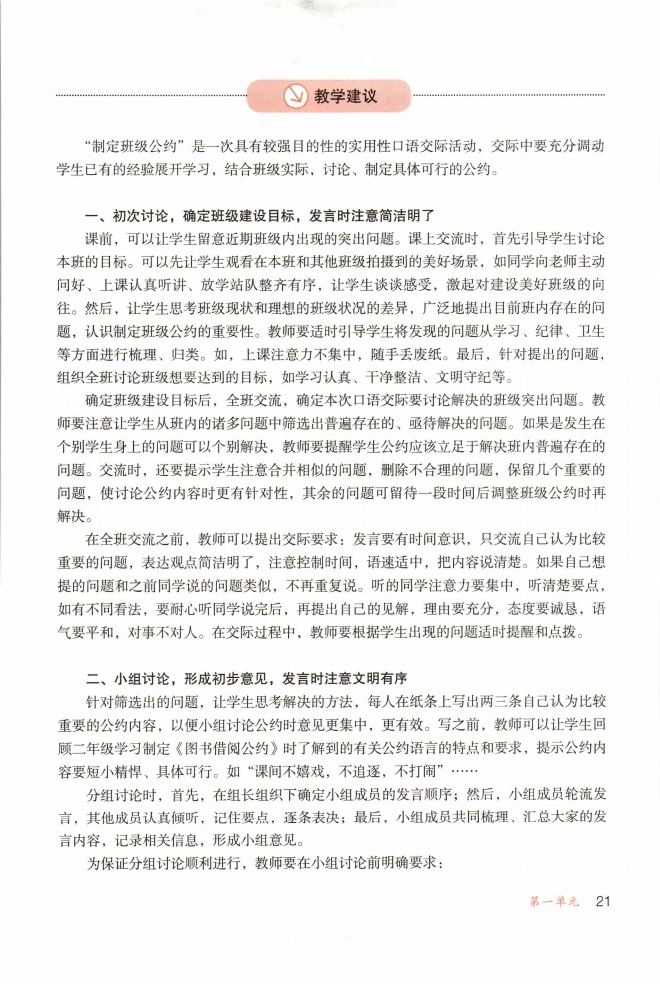 教学建议
“制定班级公约”是一次具有较强目的性的实用性口语交际活动，交际中要充分调动
学生已有的经验展开学习，结合班级实际，讨论、制定具体可行的公约。
一、初次讨论，确定班级建设目标，发言时注意简洁明了
课前，可以让学生留意近期班级内出现的突出问题。课上交流时，首先引导学生讨论
本班的目标。可以先让学生观看在本班和其他班级拍摄到的美好场景，如同学向老师主动
问好、上课认真听讲、放学站队整齐有序，让学生谈谈感受，激起对建设美好班级的向
往。然后，让学生思考班级现状和理想的班级状况的差异，广泛地提出目前班内存在的问
题，认识制定班级公约的重要性。教师要适时引导学生将发现的问题从学习、纪律、卫生
等方面进行梳理、归类。如，上课注意力不集中，随手丢废纸。最后，针对提出的问题，
组织全班讨论班级想要达到的目标，如学习认真、干净整洁、文明守纪等。
确定班级建设目标后，全班交流，确定本次口语交际要讨论解决的班级突出问题。教
师要注意让学生从班内的诸多问题中筛选出普遍存在的、亟待解决的问题。如果是发生在
个别学生身上的问题可以个别解决，教师要提醒学生公约应该立足于解决班内普遍存在的
问题。交流时，还要提示学生注意合并相似的问题，删除不合理的问题，保留几个重要的
问题，使讨论公约内容时更有针对性，其余的问题可留待一段时间后调整班级公约时再
解决。
在全班交流之前，教师可以提出交际要求：发言要有时间意识，只交流自己认为比较
重要的问题，表达观点简洁明了，注意控制时间，语速适中，把内容说清楚。如果自己想
提的问题和之前同学说的问题类似，不再重复说。听的同学注意力要集中，听清楚要点，
如有不同看法，要耐心听同学说完后，再提出自己的见解，理由要充分，态度要诚恳，语
气要平和，对事不对人。在交际过程中，教师要根据学生出现的问题适时提醒和点拨。
二、小组讨论，形成初步意见，发言时注意文明有序
针对筛选出的问题，让学生思考解决的方法，每人在纸条上写出两三条自己认为比较
重要的公约内容，以便小组讨论公约时意见更集中，更有效。写之前，教师可以让学生回
顾二年级学习制定《图书借阅公约》时了解到的有关公约语言的特点和要求，提示公约内
容要短小精悍、具体可行。如“课间不嬉戏，不追逐，不打闹”……
分组讨论时，首先，在组长组织下确定小组成员的发言顺序；然后，小组成员轮流发
言，其他成员认真倾听，记住要点，逐条表决；最后，小组成员共同梳理、汇总大家的发
言内容，记录相关信息，形成小组意见。
为保证分组讨论顺利进行，教师要在小组讨论前明确要求：
第一单元 21